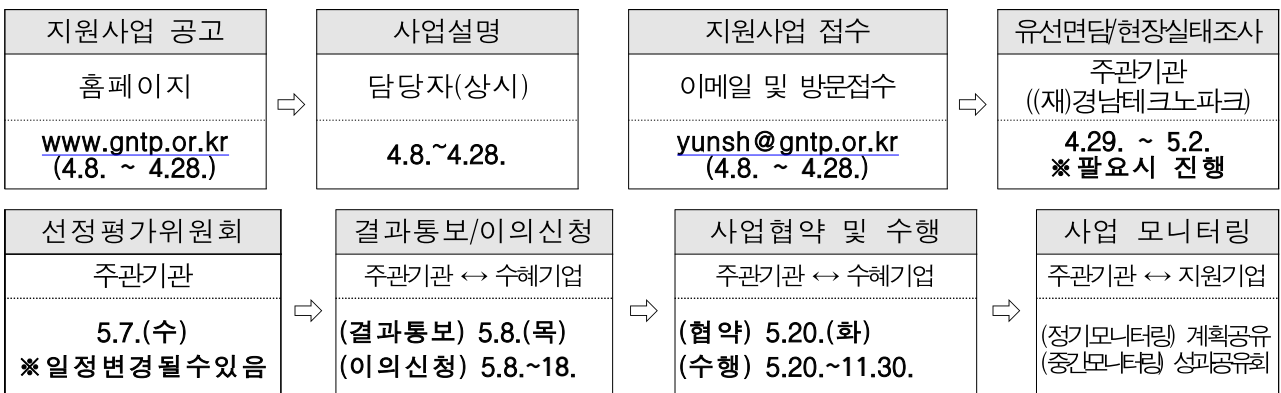 지원사업 공고
홈페이지
www.gntp.or.kr
(4.8. ~ 4.28.)
⇨
사업설명
담당자(상시)
4.8.~4.28.
지원사업 접수
이메일 및 방문접수
yunsh@gntp.or.kr
(4.8. ~ 4.28.)
⇨
유선면담/현장실태조사
주관기관
((재)경남테크노파크)
4.29. ~ 5.2.
※팔요시 진행
선정평가위원회
주관기관
5.7.(수)
※일정변경될수있음
⇨
결과통보/이의신청
주관기관 ↔ 수혜기업
(결과통보) 5.8.(목)
(이의신청) 5.8.~18.
⇨
사업협약 및 수행
주관기관 ↔ 수혜기업
(협약) 5.20.(화)
(수행) 5.20.~11.30.
⇨
사업 모니터링
주관기관 ↔ 지원기업
(정기모니터링) 계획공유
(중간모니터링) 성과공유회